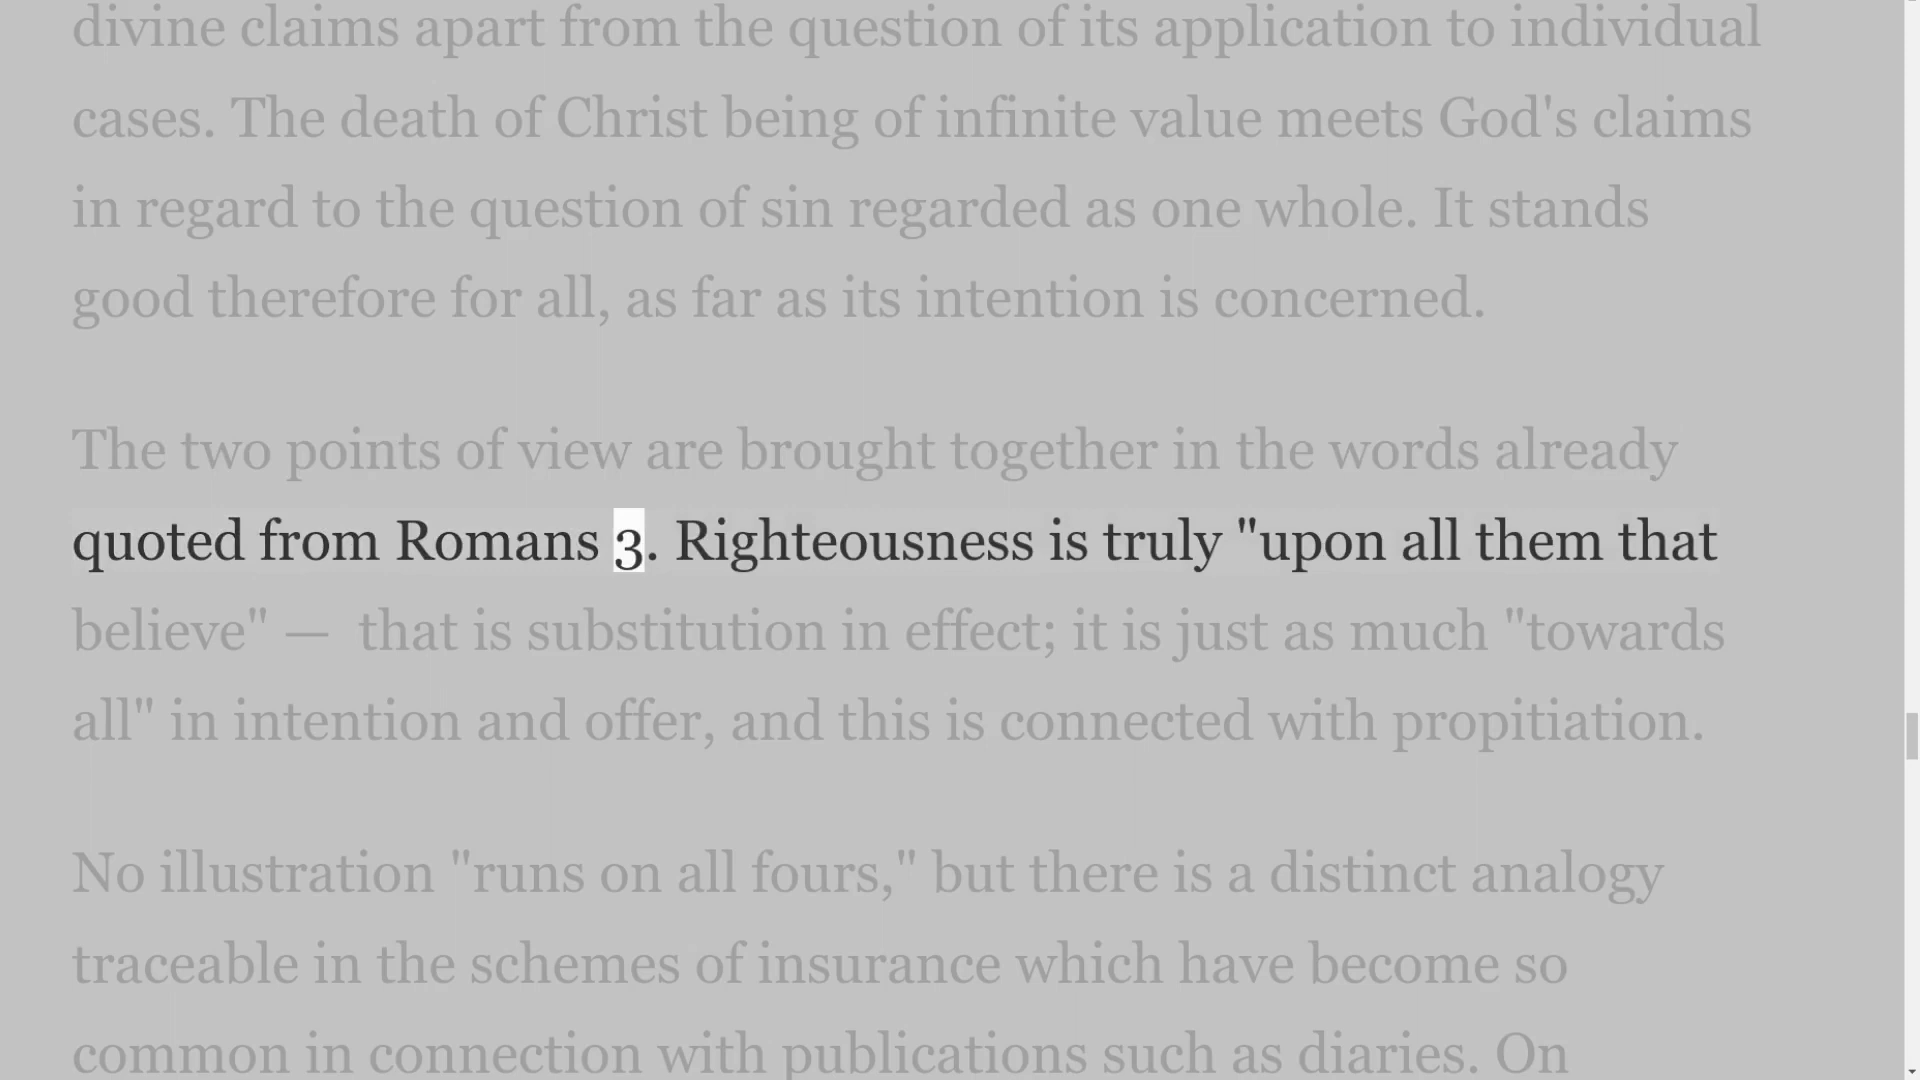 divine claims apart from the question of its application to individual
cases. The death of Christ being of infinite value meets God's claims
in regard to the question of sin regarded as one whole. It stands
good therefore for all, as far as its intention is concerned.
The two points of view are brought together in the words already
quoted from Romans 3. Righteousness is truly "upon all them that
believe" — that is substitution in effect; it is just as much "towards
all" in intention and offer, and this is connected with propitiation.
No illustration "runs on all fours," but there is a distinct analogy
traceable in the schemes of insurance which have become so
common in connection with publications such as diaries. On